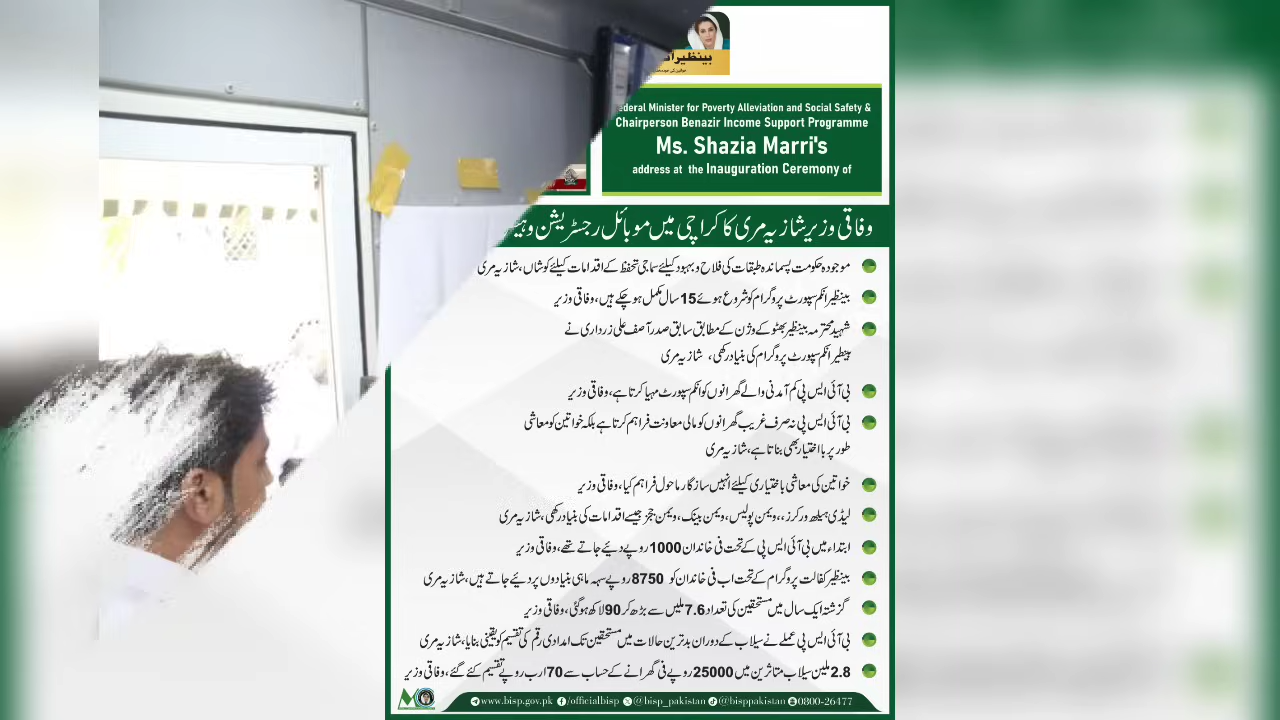 بینظیر
Federal Minister for Poverty Alleviation and Social Safety &
Chairperson Benazir Income Support Programme
Ms. Shazia Marri's
address at the Inauguration Ceremony of
وفاقی وزیر شازیہ مری کا کراچی میں موبائل رجسٹریشن
موجودہ حکومت پسماندہ طبقات کی فلاح و بہبود کیلئے سماجی تحفظ کے اقدامات کیلئے کوشاں، شازیہ مری
بینظیر انکم سپورٹ پروگرام کو شروع ہوئے 15 سال مکمل ہو چکے ہیں، وفاقی وزیر
شہید محترمہ بینظیر بھٹو کے وژن کے مطابق سابق صدر آصف علی زرداری نے
بینظیر انکم سپورٹ پروگرام کی بنیاد رکھی، شازیہ مری
بی آئی ایس پی کم آمدنی والے گھرانوں کو انکم سپورٹ مہیا کرتا ہے، وفاقی وزیر
بی آئی ایس پی نہ صرف غریب گھرانوں کو مالی معاونت فراہم کرتا ہے بلکہ خواتین کو معاشی
طور پر بااختیار بھی بناتا ہے، شازیہ مری
خواتین کی معاشی باختیاری کیلئے انہیں سازگار ماحول فراہم کیا، وفاقی وزیر
لیڈی ہیلتھ ورکرز،، ویمن پولیس، ویمن بینک، ویمن ججز جیسے اقدامات کی بنیاد رکھی، شازیہ مری
ابتداء میں بی آئی ایس پی کے تحت فی خاندان 1000 روپے دیئے جاتے تھے، وفاقی وزیر
بینظیر کفالت پروگرام کے تحت اب فی خاندان کو 8750 روپے سہہ ماہی بنیادوں پر دیئے جاتے ہیں، شازیہ مری
گزشتہ ایک سال میں مستحقین کی تعداد 7.6 ملیں سے بڑھ کر 90 لاکھ ہو گئی، وفاقی وزیر
بی آئی ایس پی عملے نے سیلاب کے دوران بدترین حالات میں مستحقین تک امدادی رقم کی تقسیم کو یقینی بنایا، شازیہ مری
2.8 ملین سیلاب متاثرین میں 25000 روپے فی گھرانے کے حساب سے 70 ارب روپے تقسیم کئے گئے، وفاقی وزیر
www.bisp.gov.pk /officialbisp @bisp_pakistan @bisppakistan 0800-26477